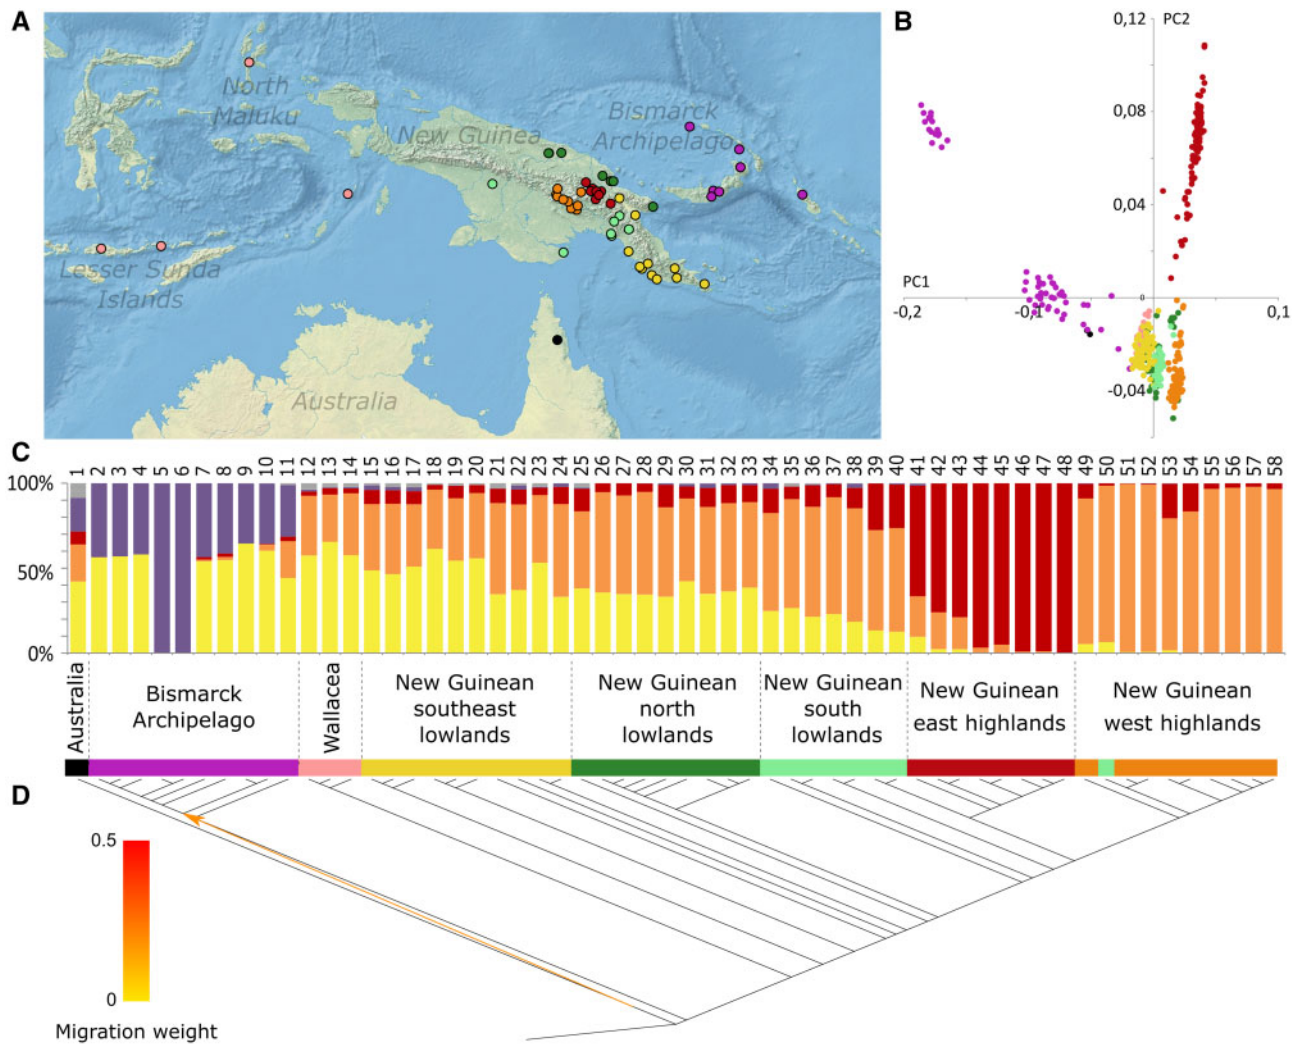 A
North
Maluku
New Guinea
Bismarck
Archipelago
Lesser Sunda
Islands
Australia
B
0,12
PC2
0,08
0,04
PC1
0
-0,2
-0,1
0,1
-0,04
C
1 2 3 4 5 6 7 8 9 10 11 12 13 14 15 16 17 18 19 20 21 22 23 24 25 26 27 28 29 30 31 32 33 34 35 36 37 38 39 40 41 42 43 44 45 46 47 48 49 50 51 52 53 54 55 56 57 58
100%
50%
0%
Australia
Bismarck
Archipelago
Wallacea
New Guinean
southeast
lowlands
New Guinean
north
lowlands
New Guinean
south
lowlands
New Guinean
east highlands
New Guinean
west highlands
D
0.5
0
Migration weight